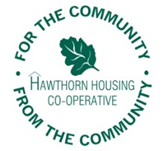 • FOR THE COMMUNITY •
HAWTHORN HOUSING
CO-OPERATIVE
FROM THE COMMUNITY